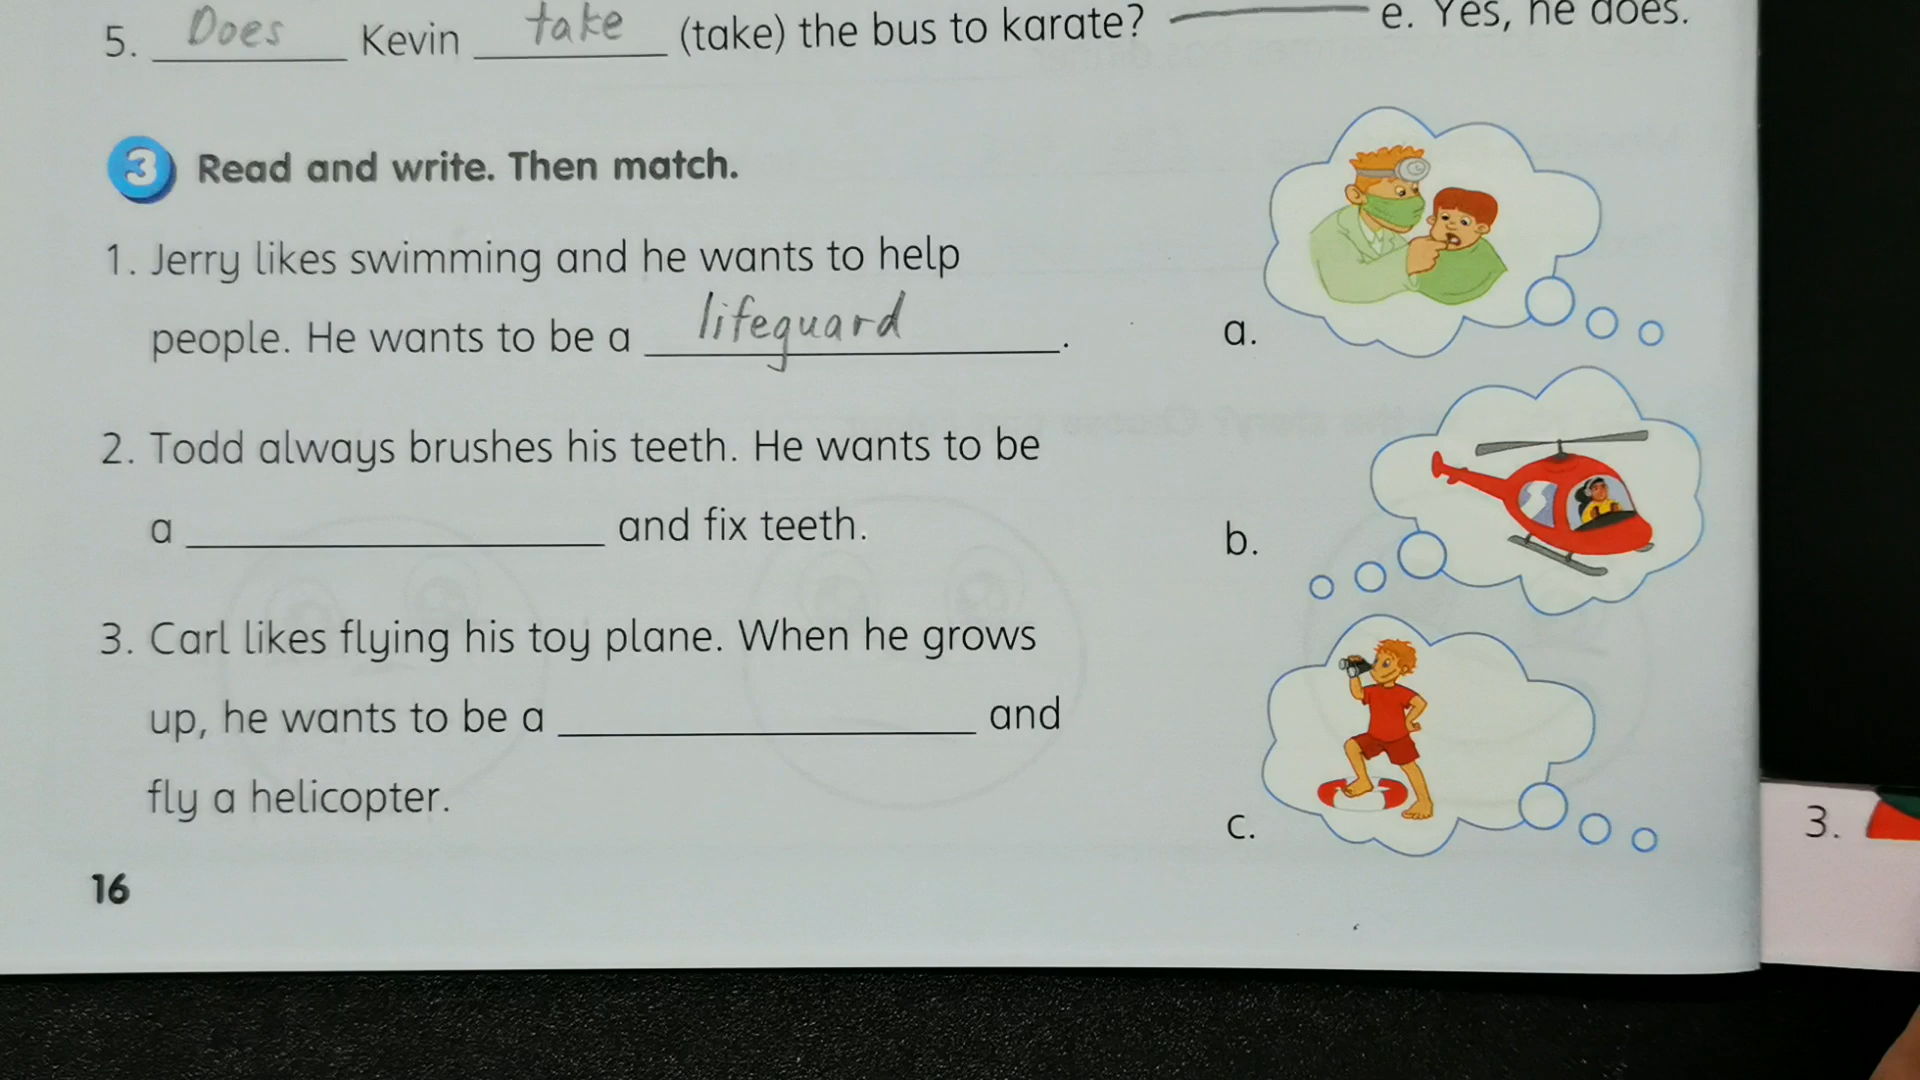 5. Does Kevin take (take) the bus to karate? e. Yes, he does.
3 Read and write. Then match.
1. Jerry likes swimming and he wants to help
people. He wants to be a lifeguard.
2. Todd always brushes his teeth. He wants to be
a ____________ and fix teeth.
3. Carl likes flying his toy plane. When he grows
up, he wants to be a ____________ and
fly a helicopter.
a.
b.
c.
16
3.